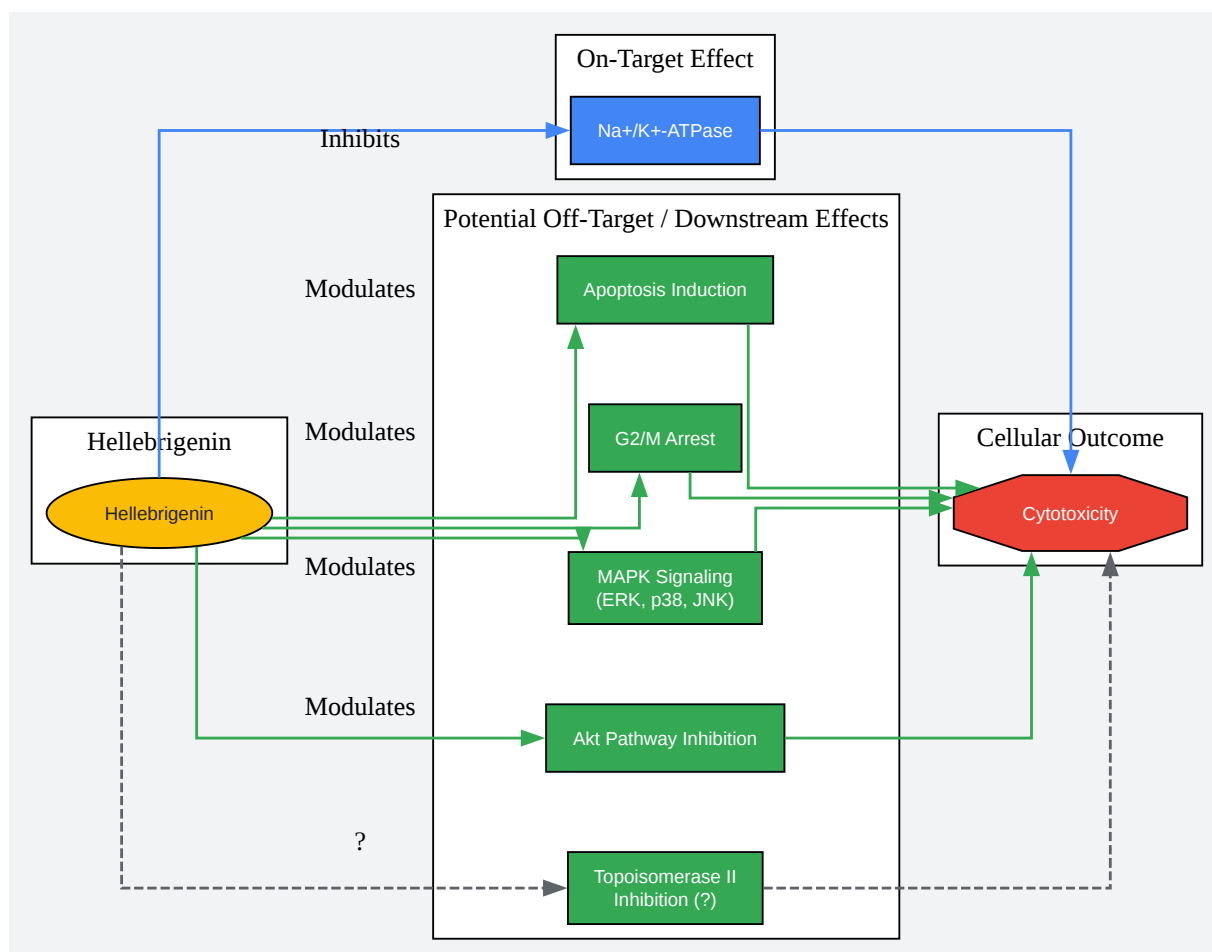 On-Target Effect
Na+/K+-ATPase
Inhibits
Potential Off-Target / Downstream Effects
Modulates
Apoptosis Induction
Modulates
G2/M Arrest
Hellebrigenin
Cellular Outcome
Hellebrigenin
Cytotoxicity
Modulates
MAPK Signaling
(ERK, p38, JNK)
Modulates
Akt Pathway Inhibition
?
Topoisomerase II
Inhibition (?)